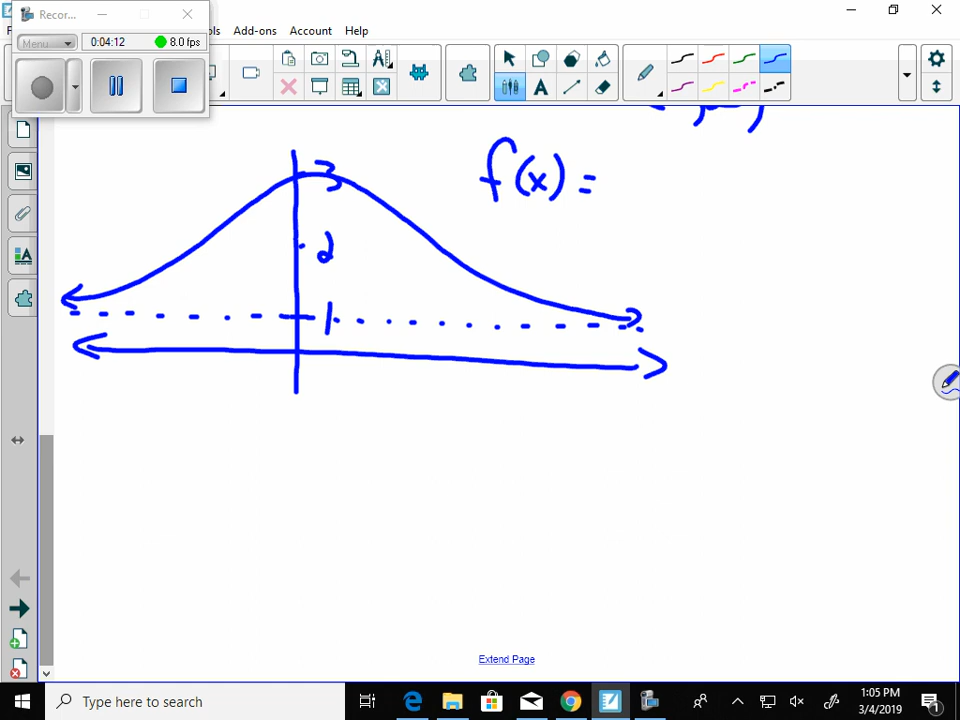 Recor...
Menu
0:04:12
8.0 fps
Add-ons
Account
Help
f(x) =
3
2
1
Extend Page
Type here to search
1:05 PM
3/4/2019
1